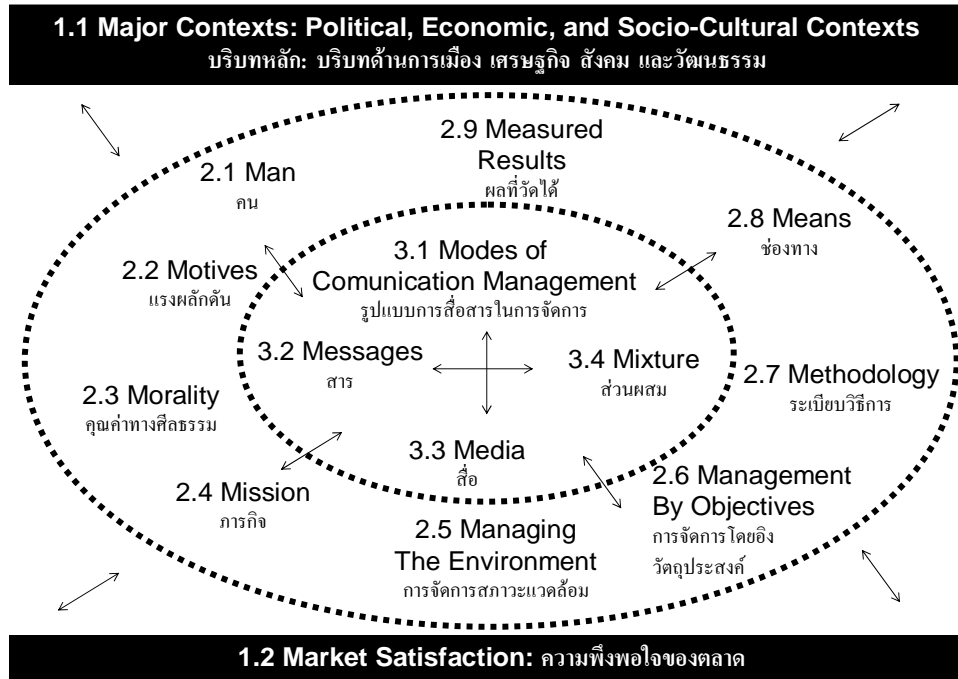 1.1 Major Contexts: Political, Economic, and Socio-Cultural Contexts
บริบทหลัก: บริบทด้านการเมือง เศรษฐกิจ สังคม และวัฒนธรรม
2.9 Measured
Results
ผลที่วัดได้
2.1 Man
คน
2.8 Means
ช่องทาง
3.1 Modes of
Comunication Management
รูปแบบการสื่อสารในการจัดการ
2.2 Motives
แรงผลักดัน
3.2 Messages
สาร
3.4 Mixture
ส่วนผสม
2.7 Methodology
ระเบียบวิธีการ
2.3 Morality
คุณค่าทางศีลธรรม
3.3 Media
สื่อ
2.4 Mission
ภารกิจ
2.6 Management
By Objectives
การจัดการโดยอิง
วัตถุประสงค์
2.5 Managing
The Environment
การจัดการสภาวะแวดล้อม
1.2 Market Satisfaction: ความพึงพอใจของตลาด